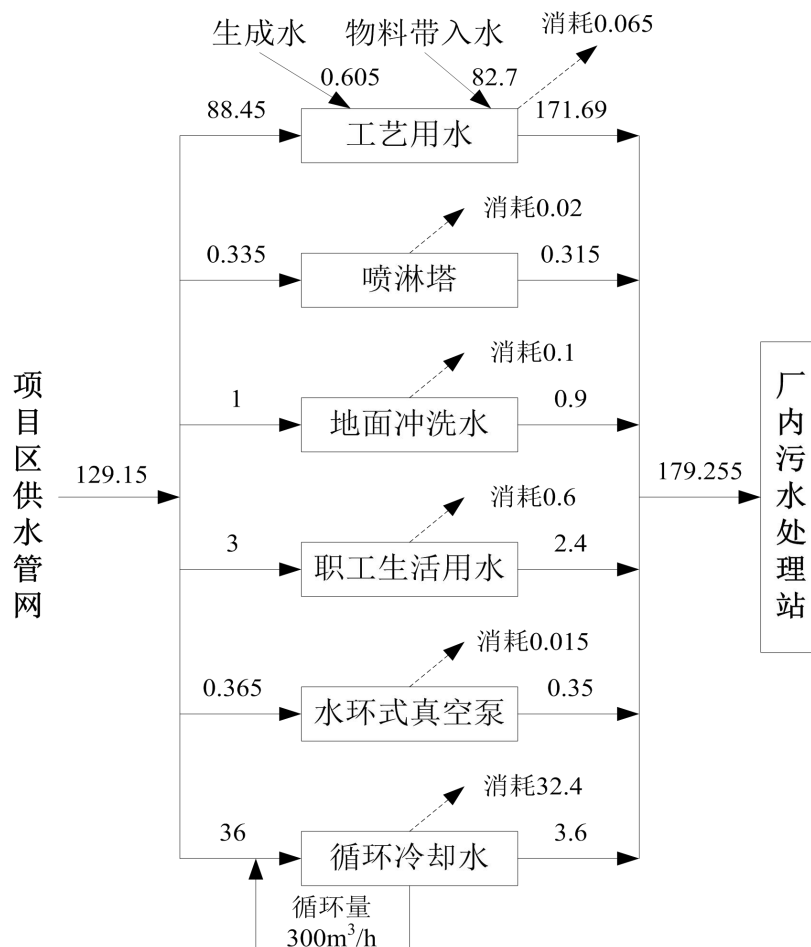 生成水 物料带入水 消耗0.065
0.605 82.7
88.45 工艺用水 171.69
消耗0.02
0.335 喷淋塔 0.315
消耗0.1
1 地面冲洗水 0.9
项目区供水管网
129.15
179.255
厂内污水处理站
消耗0.6
3 职工生活用水 2.4
消耗0.015
0.365 水环式真空泵 0.35
消耗32.4
36 循环冷却水 3.6
循环量
300m³/h